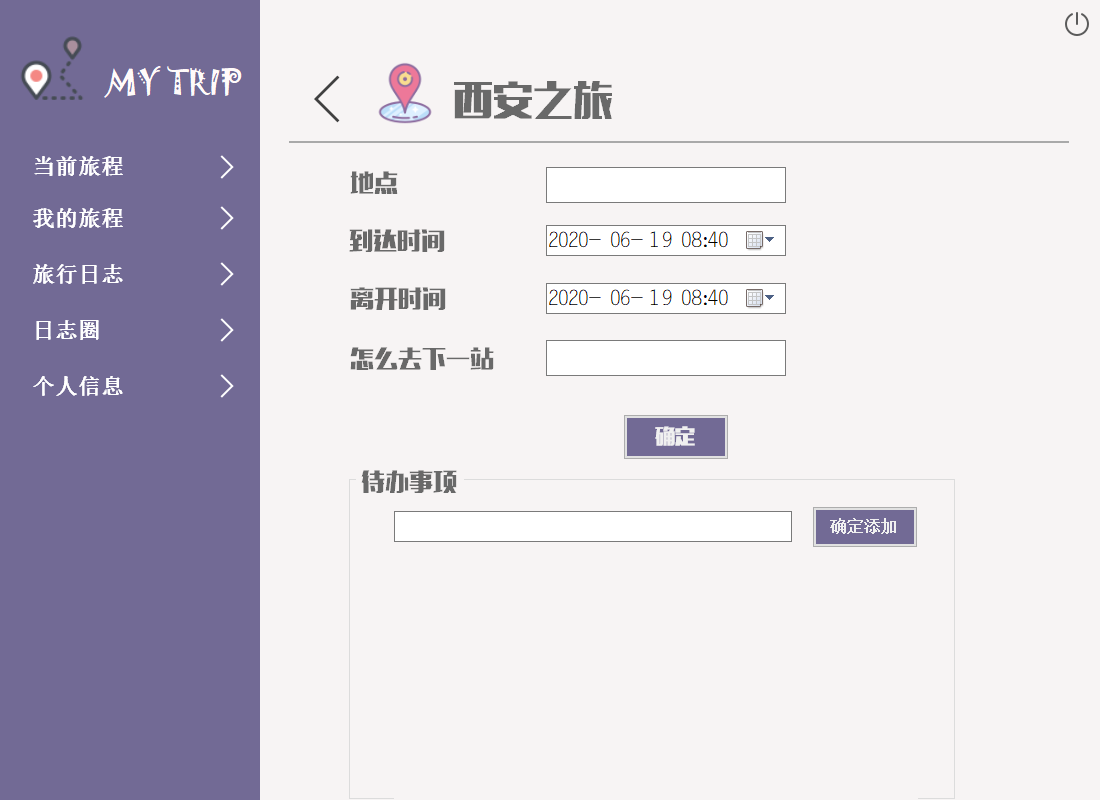 MY TRIP
当前旅程
我的旅程
旅行日志
日志圈
个人信息
西安之旅
地点
到达时间
2020- 06- 19 08:40
离开时间
2020- 06- 19 08:40
怎么去下一站
确定
待办事项
确定添加